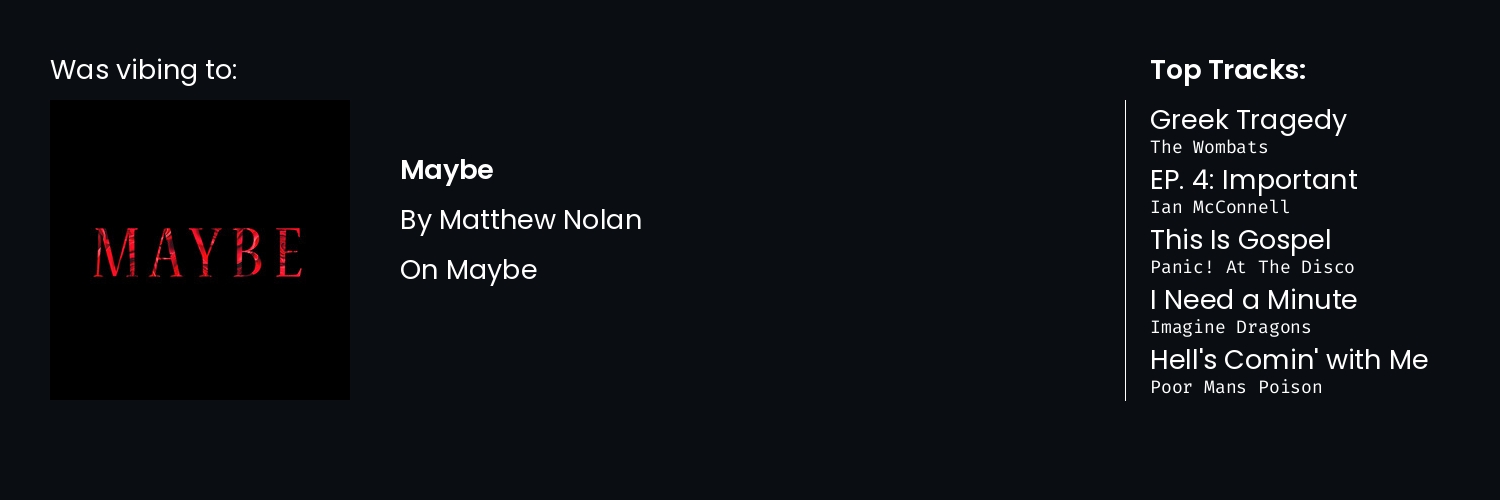 Was vibing to:
MAYBE
Maybe
By Matthew Nolan
On Maybe
Top Tracks:
Greek Tragedy
The Wombats
EP. 4: Important
Ian McConnell
This Is Gospel
Panic! At The Disco
I Need a Minute
Imagine Dragons
Hell's Comin' with Me
Poor Mans Poison